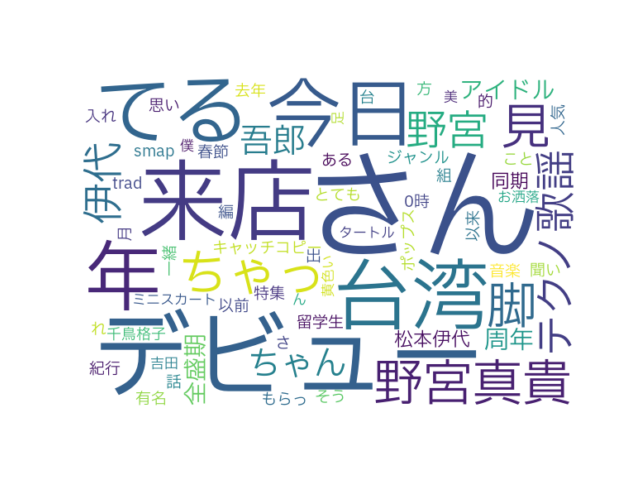 てる
今日
去年
台
方
美
的
アイドル
人気
入れ
思い
足
野宮
見
吾郎
smap
僕
春節
ある
ジャンル
こと
伊代
来店
さん
組
同期
お洒落
歌謡
trad
編
とても
0時
月
タートル
ポップス
以来
年
一緒
キャッチコピー
出
ちゃっ
黄色い
台湾
音楽
聞い
テクノ
ミニスカート
以前
特集
ん
脚
れ
千鳥格子
全盛期
デビュー
さ
留学生
松本伊代
周年
紀行
吉田
話
ちゃん
野宮真貴
有名
もらっ
そう